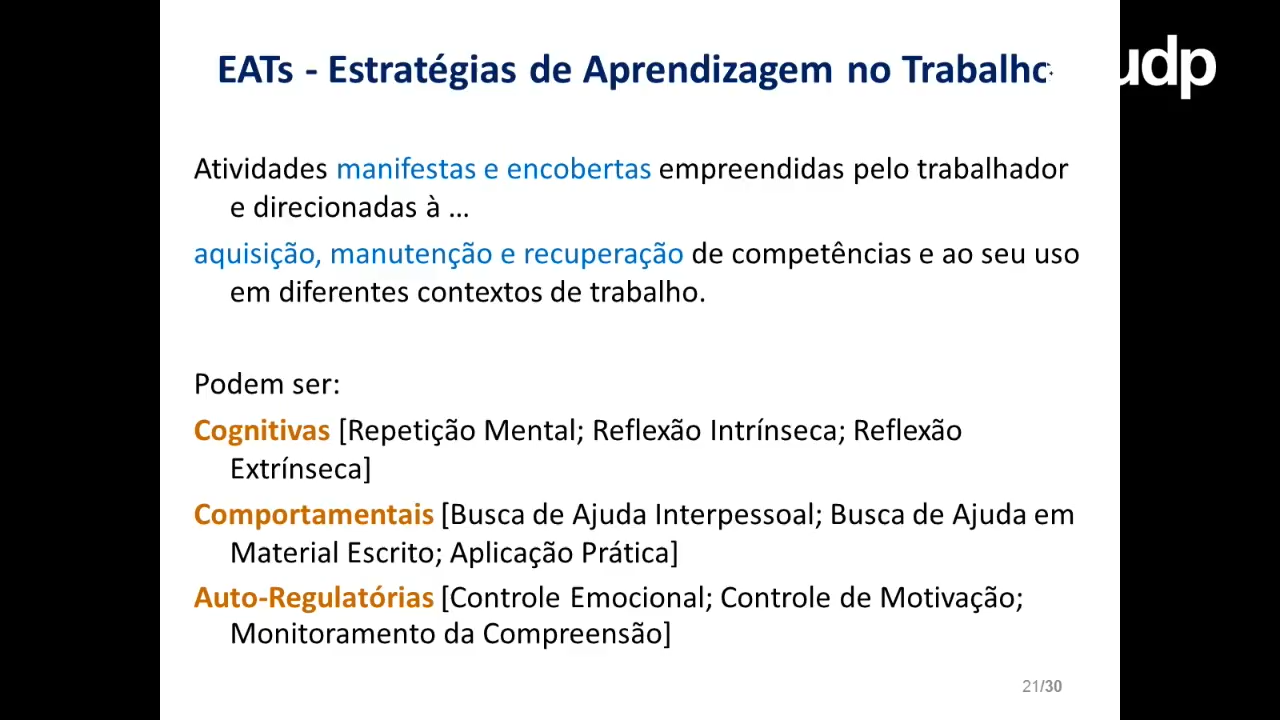 EATs - Estratégias de Aprendizagem no Trabalho
udp
Atividades manifestas e encobertas empreendidas pelo trabalhador
e direcionadas à ...
aquisição, manutenção e recuperação de competências e ao seu uso
em diferentes contextos de trabalho.
Podem ser:
Cognitivas [Repetição Mental; Reflexão Intrínseca; Reflexão
Extrínseca]
Comportamentais [Busca de Ajuda Interpessoal; Busca de Ajuda em
Material Escrito; Aplicação Prática]
Auto-Regulatórias [Controle Emocional; Controle de Motivação;
Monitoramento da Compreensão]
21/30